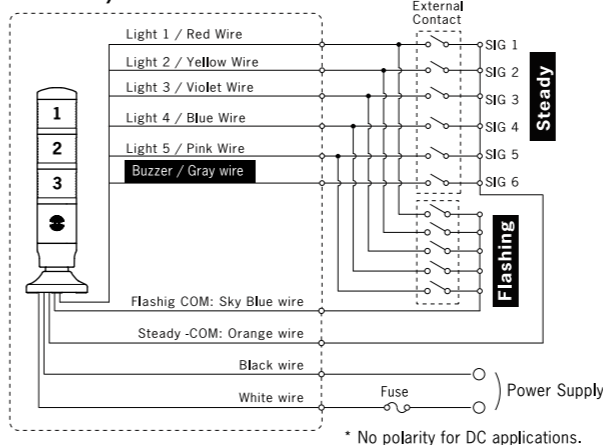 External
Contact
Light 1 / Red Wire
SIG 1
Light 2 / Yellow Wire
SIG 2
Light 3 / Violet Wire
SIG 3
Light 4 / Blue Wire
SIG 4
Light 5 / Pink Wire
SIG 5
Buzzer / Gray wire
SIG 6
Steady
1
2
3
Flashing
Flashig COM: Sky Blue wire
Steady -COM: Orange wire
Black wire
White wire
Fuse
Power Supply
* No polarity for DC applications.